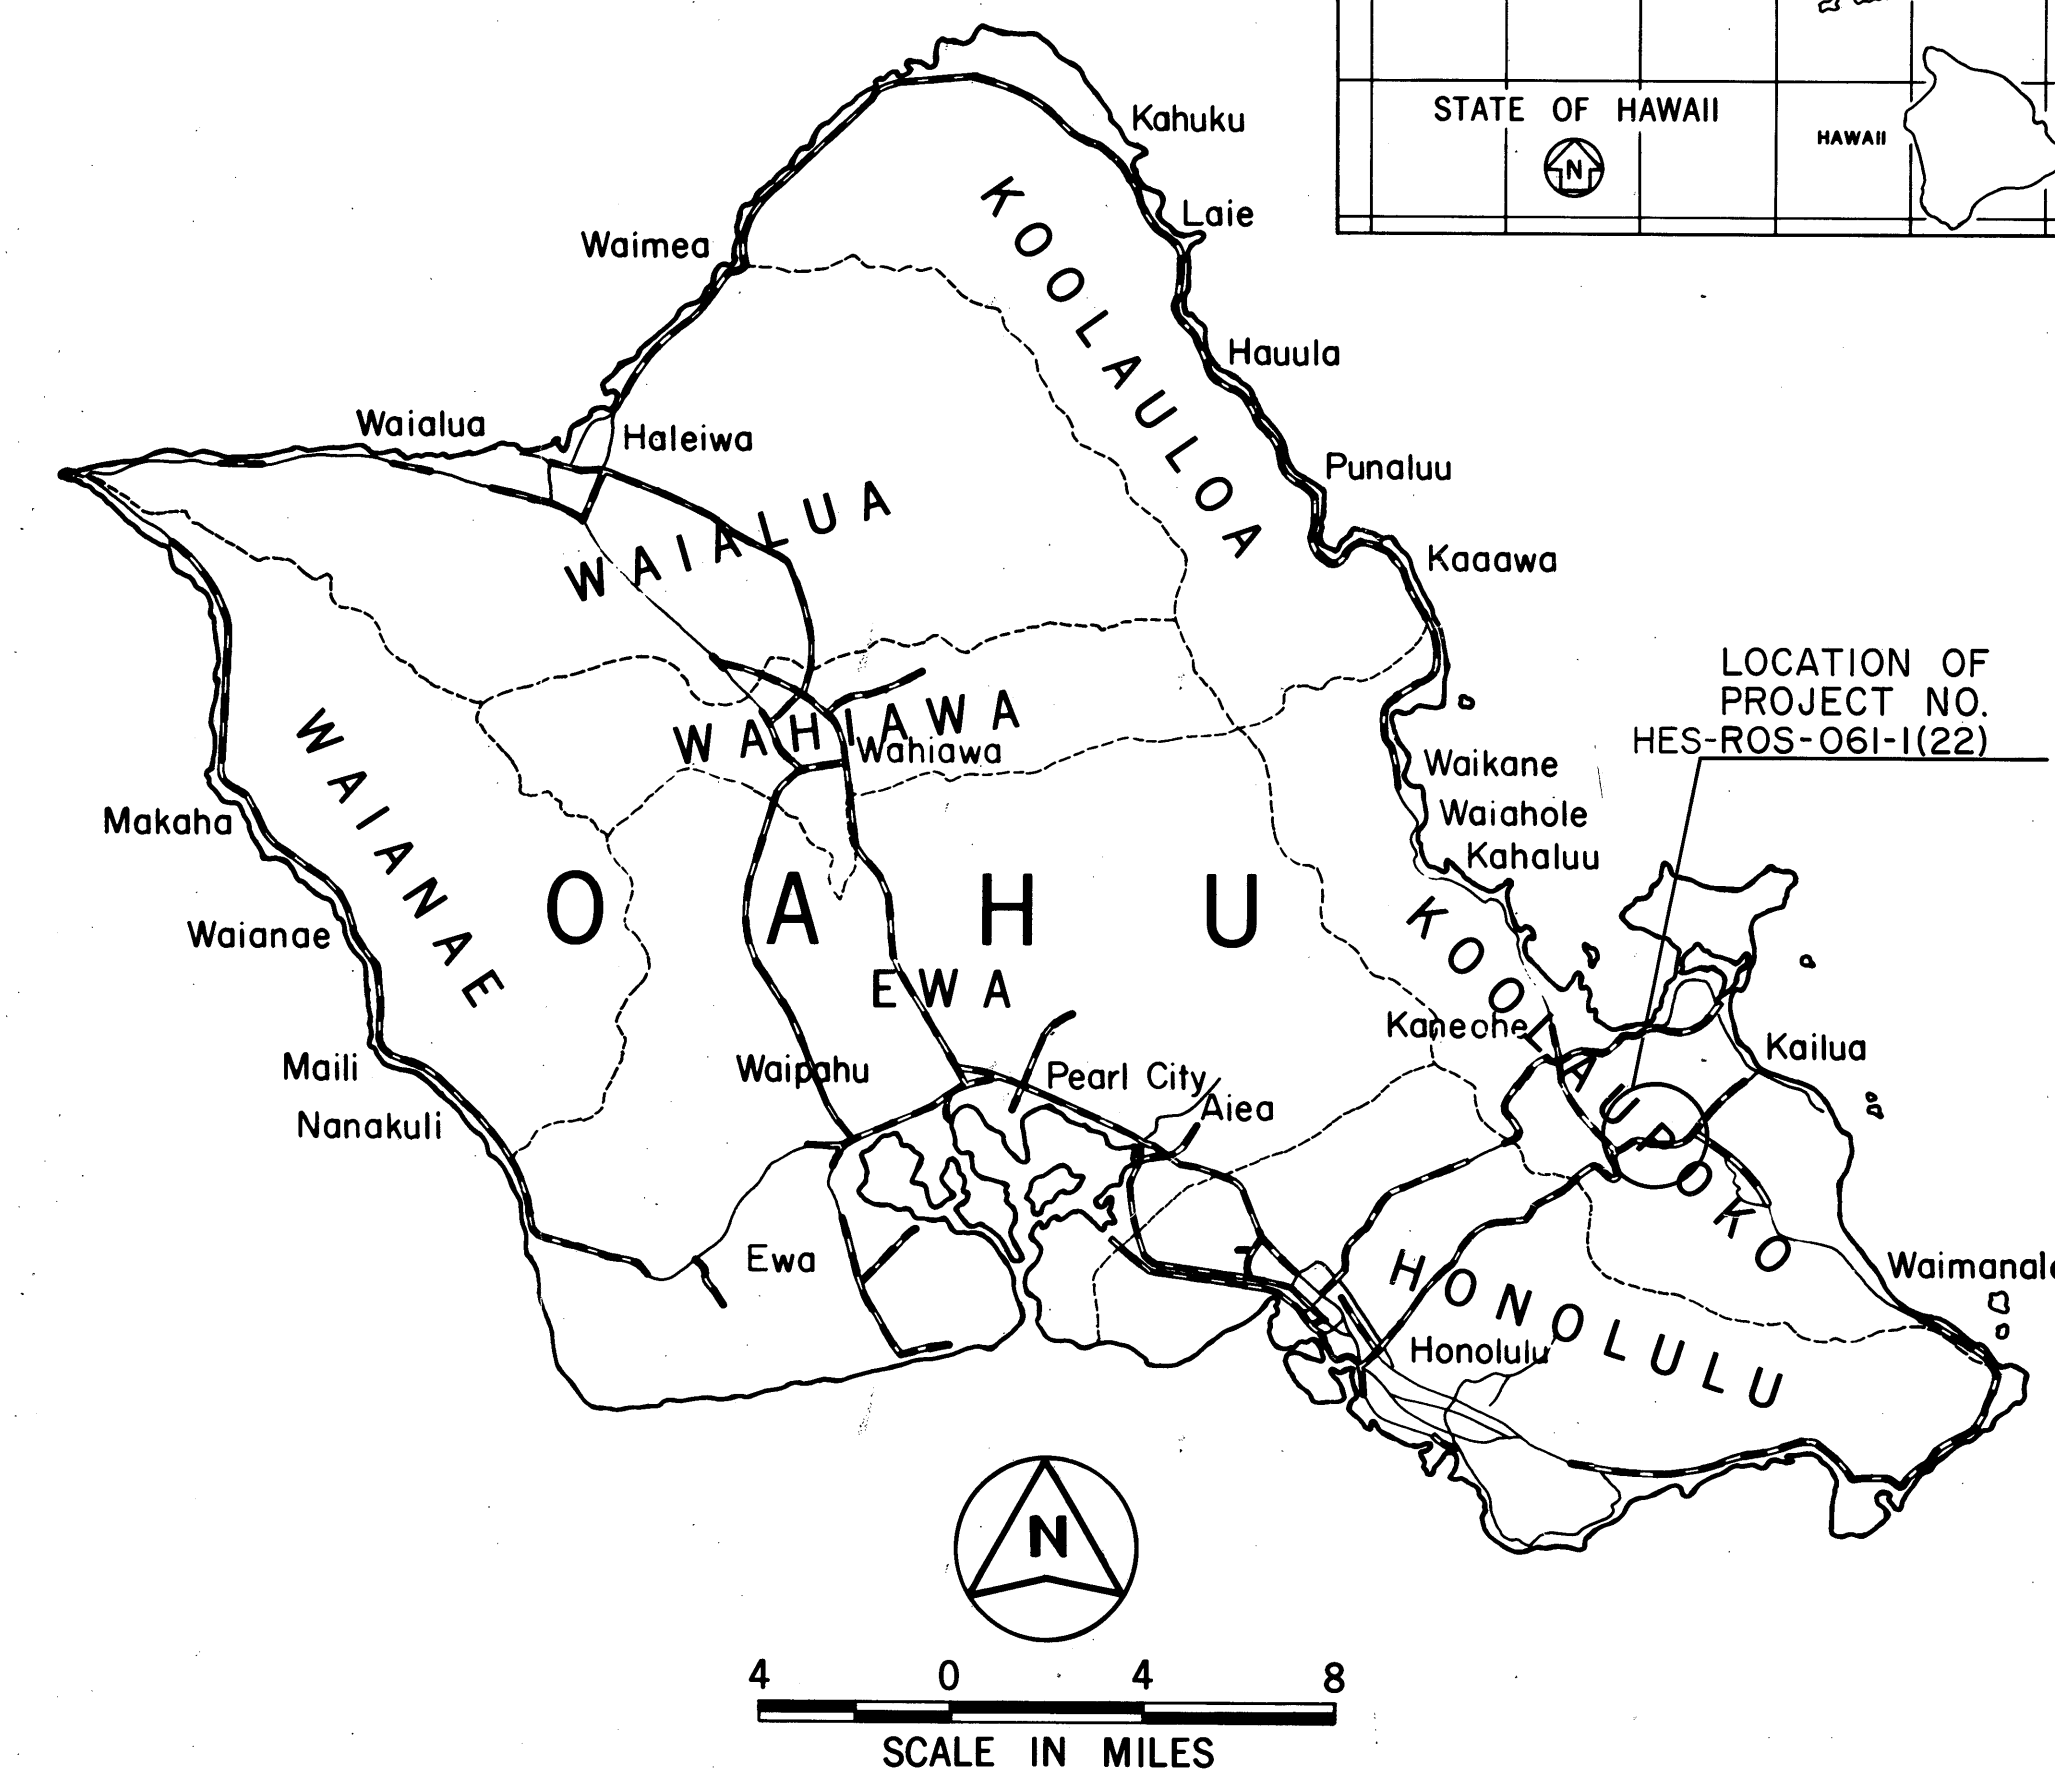 STATE OF HAWAII
HAWAII
N
Kahuku
Laie
KOOLAULOA
Waimea
Hauula
Waialua
Haleiwa
Punaluu
WAIALUA
Kaaawa
LOCATION OF
PROJECT NO.
HES-ROS-061-1(22)
WAHIAWA
Wahiawa
WAIANAE
Waikane
Waiahole
Makaha
Kahaluu
OAHU
Waianae
KOOLAUPOKO
EWA
Kaneohe
Kailua
Maili
Waipahu
Pearl City
Aiea
Nanakuli
Ewa
HONOLULU
Waimanalo
Honolulu
N
4 0 4 8
SCALE IN MILES